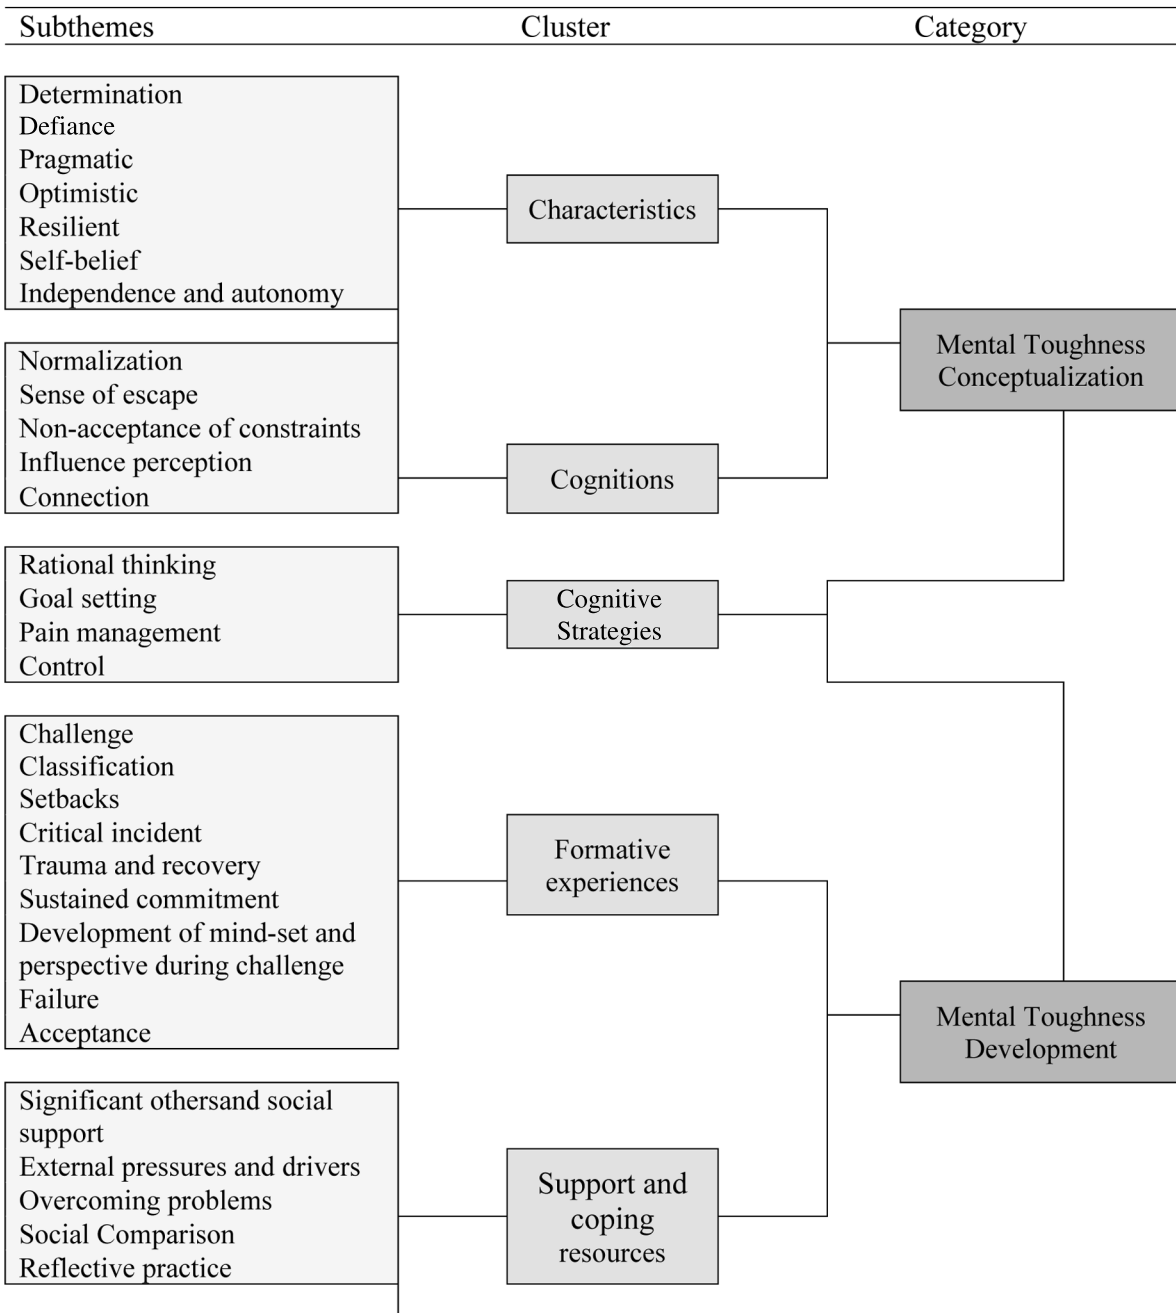 Subthemes Cluster Category
Determination
Defiance
Pragmatic
Optimistic
Resilient
Self-belief
Independence and autonomy
Characteristics
Normalization
Sense of escape
Non-acceptance of constraints
Influence perception
Connection
Cognitions
Mental Toughness
Conceptualization
Rational thinking
Goal setting
Pain management
Control
Cognitive
Strategies
Challenge
Classification
Setbacks
Critical incident
Trauma and recovery
Sustained commitment
Development of mind-set and
perspective during challenge
Failure
Acceptance
Formative
experiences
Significant othersand social
support
External pressures and drivers
Overcoming problems
Social Comparison
Reflective practice
Support and
coping
resources
Mental Toughness
Development